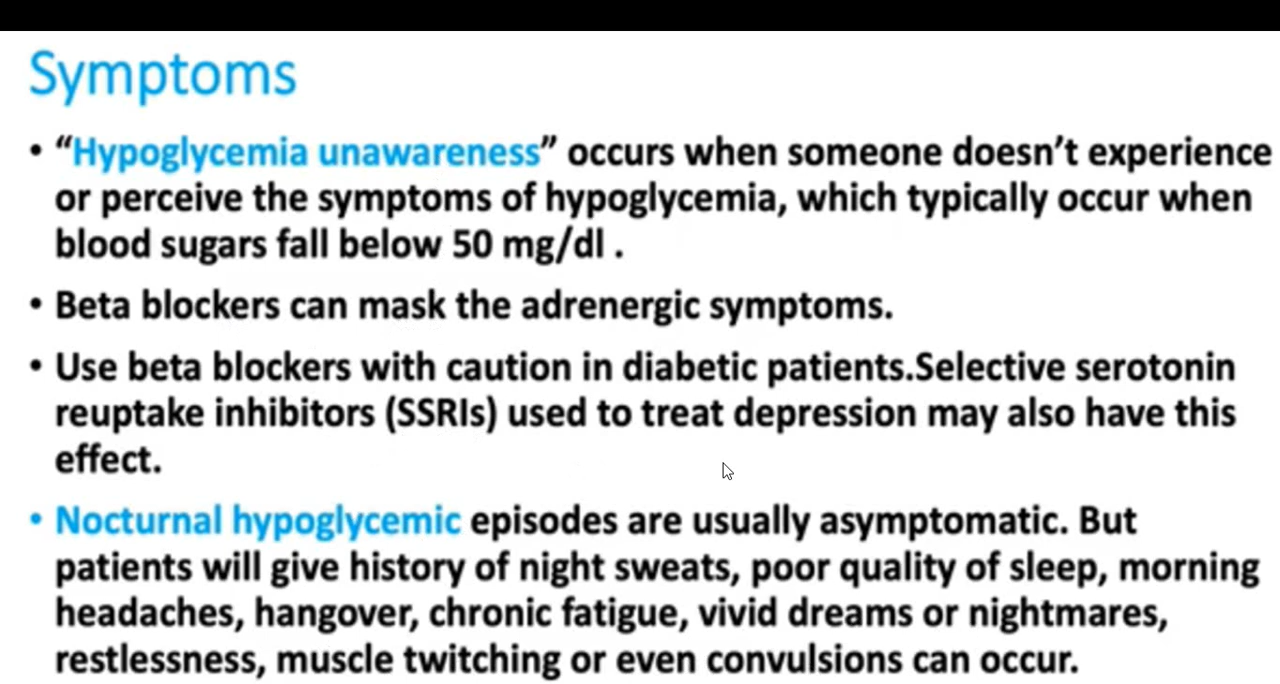 Symptoms
• “Hypoglycemia unawareness” occurs when someone doesn’t experience
or perceive the symptoms of hypoglycemia, which typically occur when
blood sugars fall below 50 mg/dl .
• Beta blockers can mask the adrenergic symptoms.
• Use beta blockers with caution in diabetic patients.Selective serotonin
reuptake inhibitors (SSRIs) used to treat depression may also have this
effect.
• Nocturnal hypoglycemic episodes are usually asymptomatic. But
patients will give history of night sweats, poor quality of sleep, morning
headaches, hangover, chronic fatigue, vivid dreams or nightmares,
restlessness, muscle twitching or even convulsions can occur.